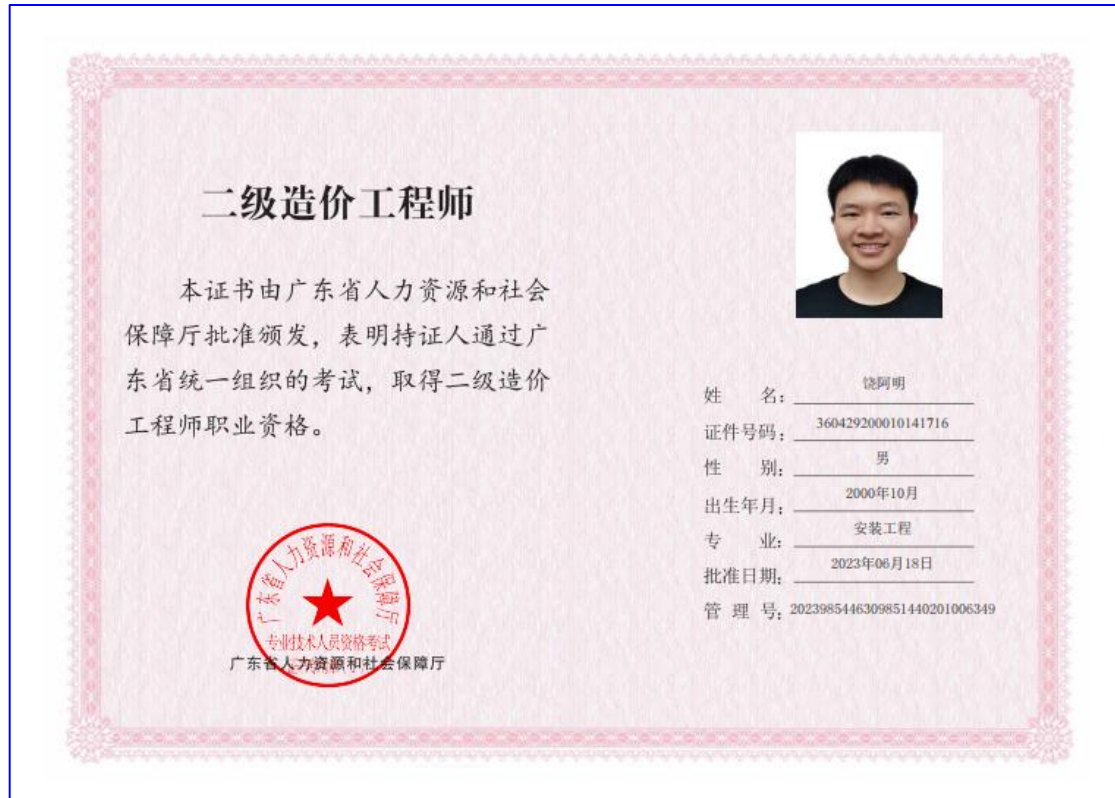 二级造价工程师
本证书由广东省人力资源和社会
保障厅批准颁发，表明持证人通过广
东省统一组织的考试，取得二级造价
工程师职业资格。
广东省人力资源和社会保障厅
专业技术人员资格考试
广东省人力资源和社会保障厅
姓 名：饶阿明
证件号码：360429200010141716
性 别：男
出生年月：2000年10月
专 业：安装工程
批准日期：2023年06月18日
管 理 号：2023985446309851440201006349